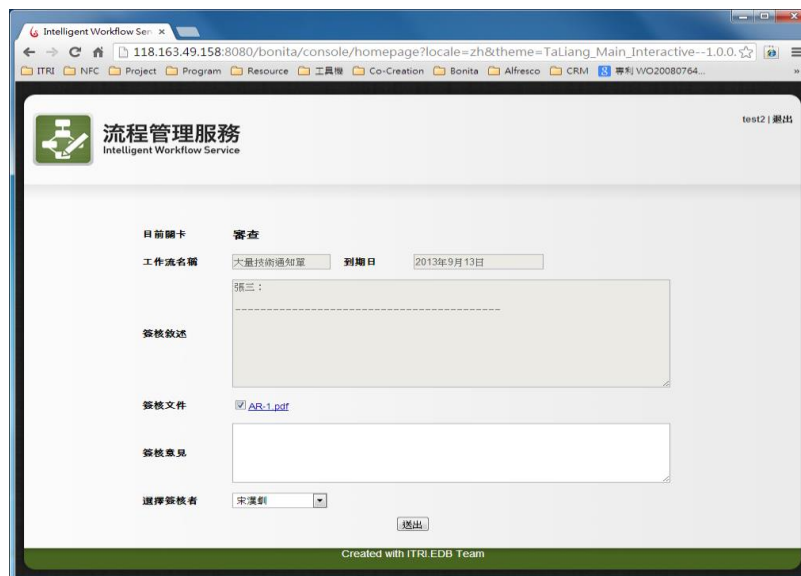 Intelligent Workflow Ser
118.163.49.158:8080/bonita/console/homepage?locale=zh&theme=TaLiang_Main_Interactive--1.0.0.
ITRI NFC Project Program Resource 工具機 Co-Creation Bonita Alfresco CRM 專利 WO20080764... »
test2 | 退出
流程管理服務
Intelligent Workflow Service
目前關卡 審查
工作流名稱 大量技術通知單 到期日 2013年9月13日
張三：
--------------------------------------------
簽核敘述
簽核文件 AR-1.pdf
簽核意見
選擇簽核者 宋漢釧
送出
Created with ITRI.EDB Team